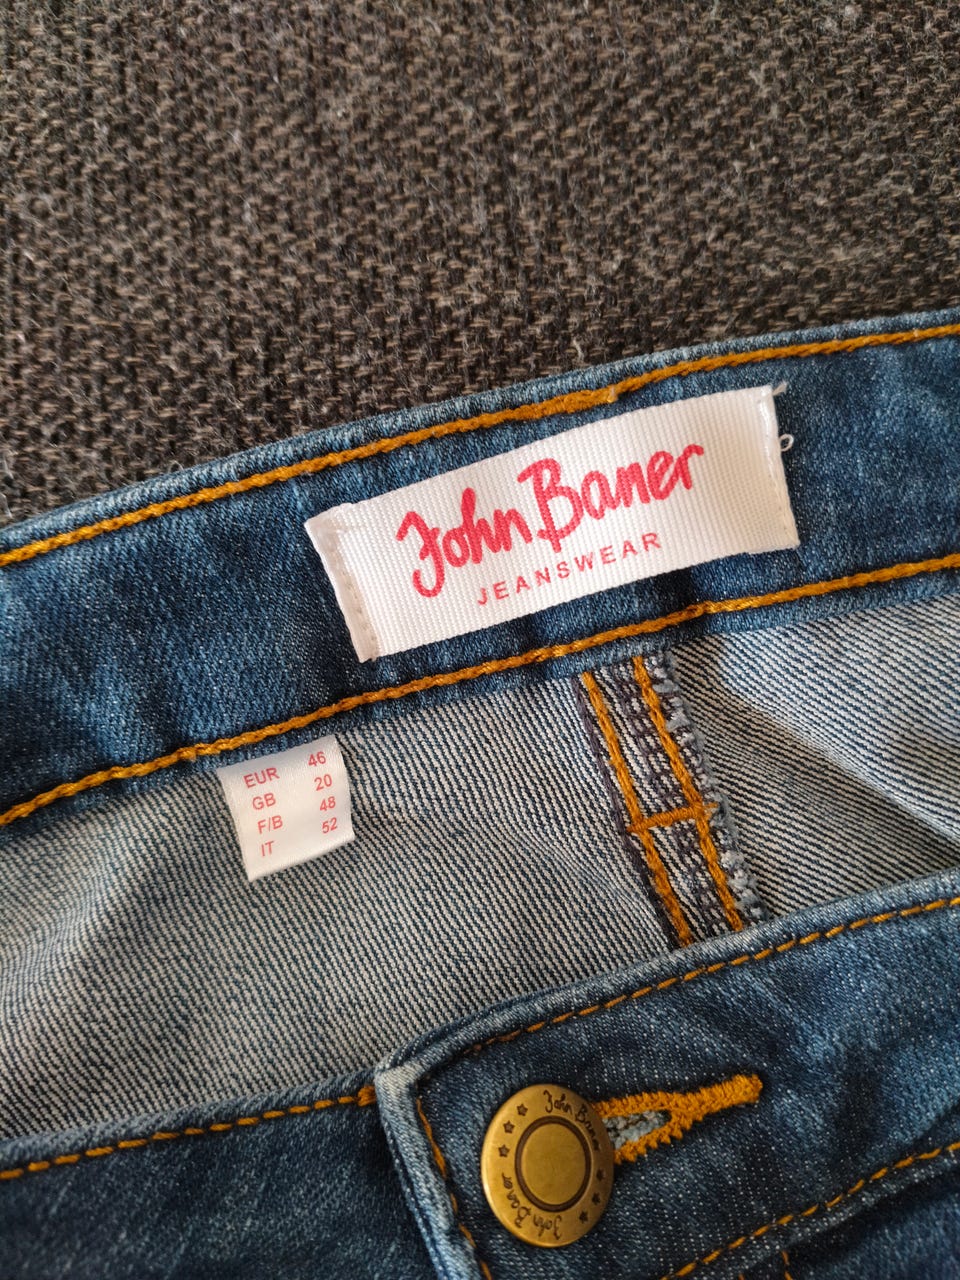 John Baner
JEANSWEAR
EUR 46
GB 20
F/B 48
IT 52
John Baner
John Baner